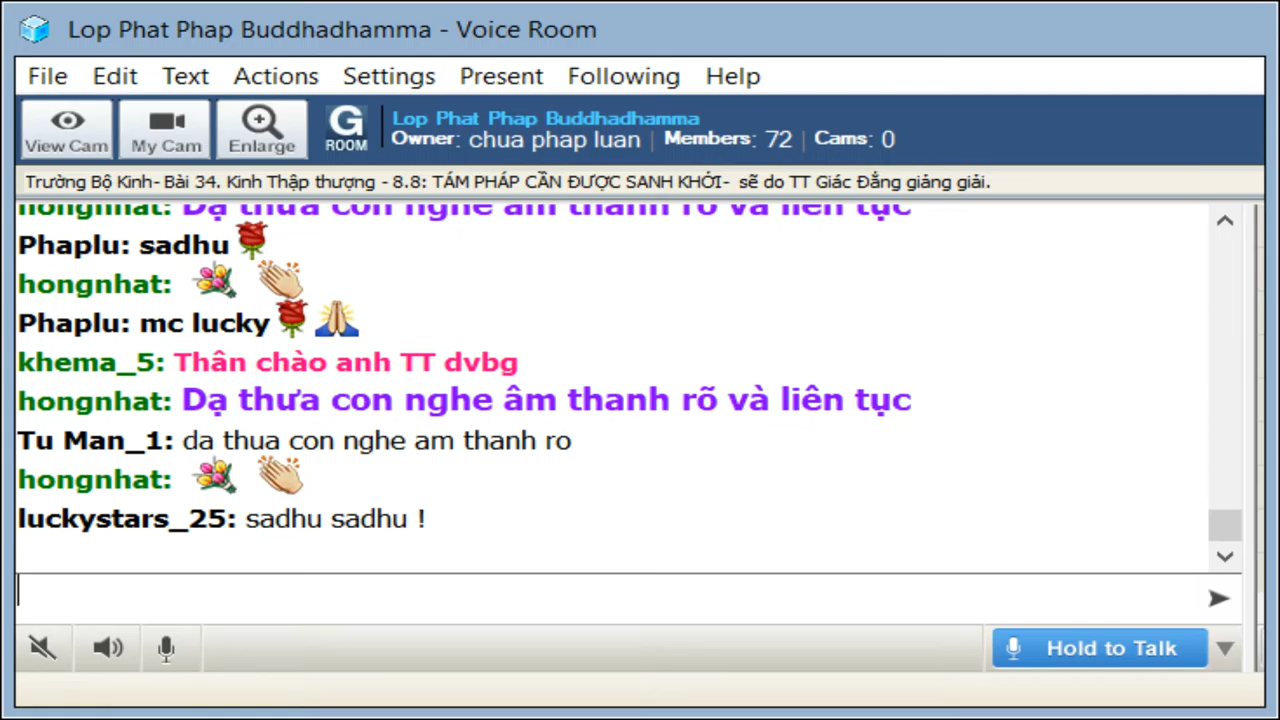 Lop Phat Phap Buddhadhamma - Voice Room
File Edit Text Actions Settings Present Following Help
View Cam My Cam Enlarge G ROOM
Lop Phat Phap Buddhadhamma
Owner: chua phap luan | Members: 72 | Cams: 0
Trường Bộ Kinh- Bài 34. Kinh Thập thượng - 8.8: TÁM PHÁP CẦN ĐƯỢC SANH KHỞI- sẽ do TT Giác Đẳng giảng giải.
hongnhat: Dạ thưa con nghe âm thanh rõ và liên tục
Phaplu: sadhu
hongnhat:
Phaplu: mc lucky
khema_5: Thân chào anh TT dvbg
hongnhat: Dạ thưa con nghe âm thanh rõ và liên tục
Tu Man_1: da thua con nghe am thanh ro
hongnhat:
luckystars_25: sadhu sadhu !
Hold to Talk